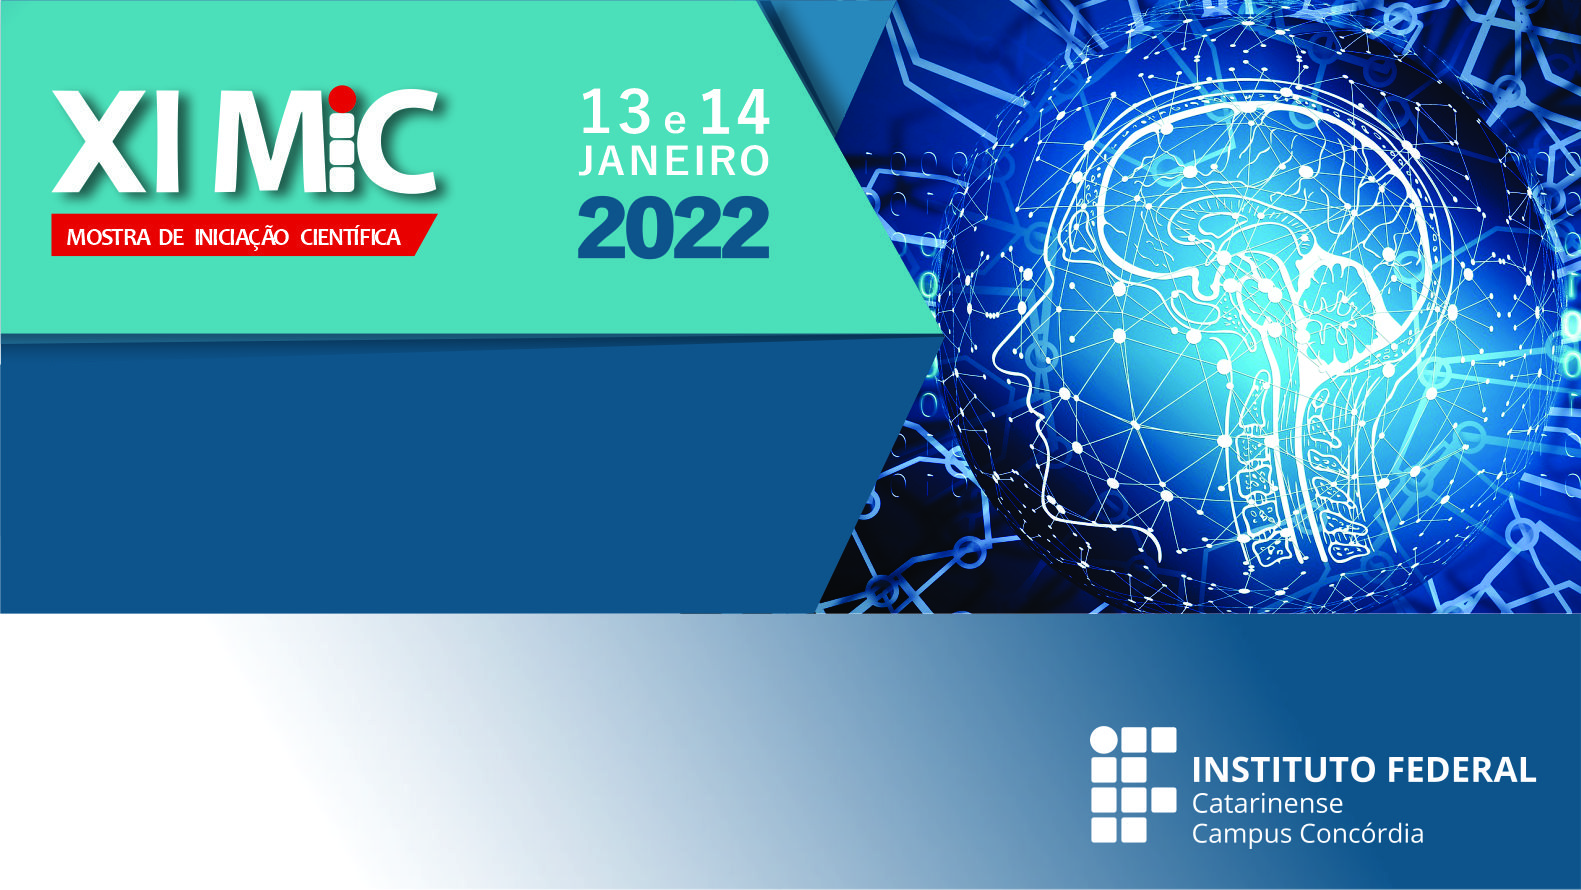 XI MiC
MOSTRA DE INICIAÇÃO CIENTÍFICA
13 e 14
JANEIRO
2022
INSTITUTO FEDERAL
Catarinense
Campus Concórdia